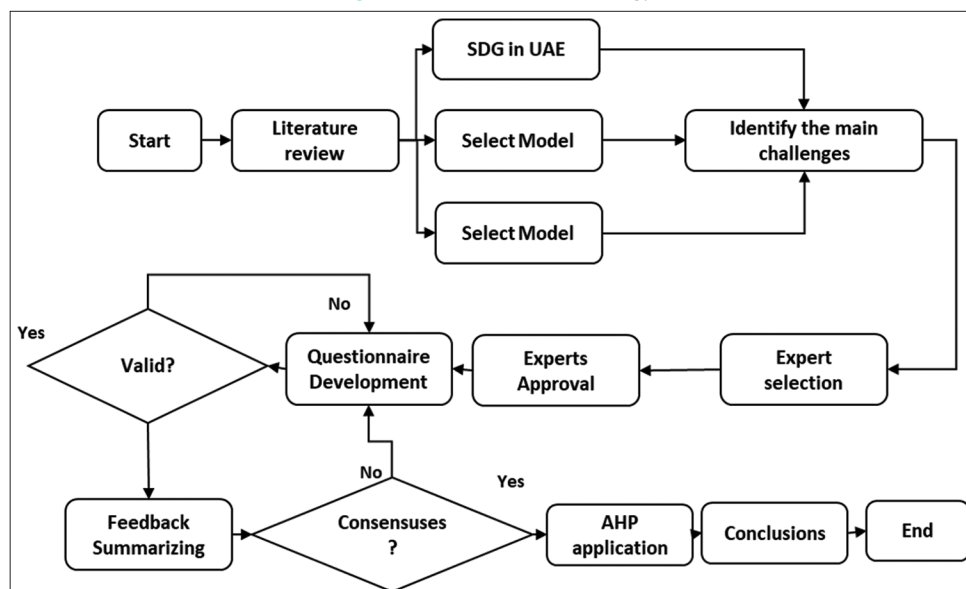 SDG in UAE
Start
Literature
review
Select Model
Identify the main
challenges
Select Model
No
Yes
Valid?
Questionnaire
Development
Experts
Approval
Expert
selection
No
Yes
Feedback
Summarizing
Consensuses
?
AHP
application
Conclusions
End